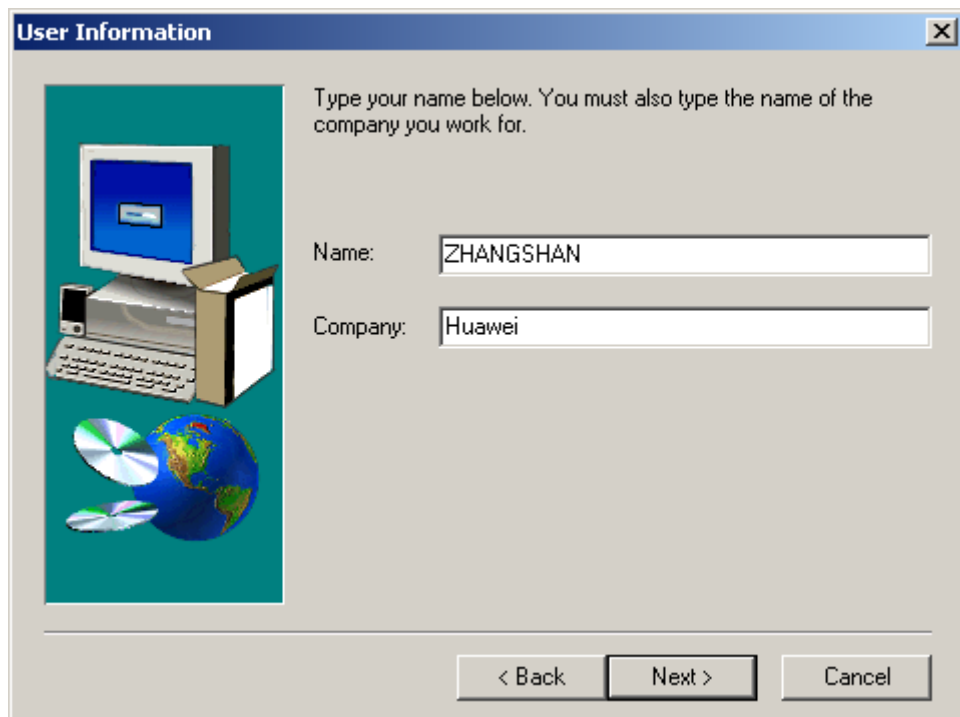 User Information
Type your name below. You must also type the name of the
company you work for.
Name: ZHANGSHAN
Company: Huawei
< Back Next > Cancel